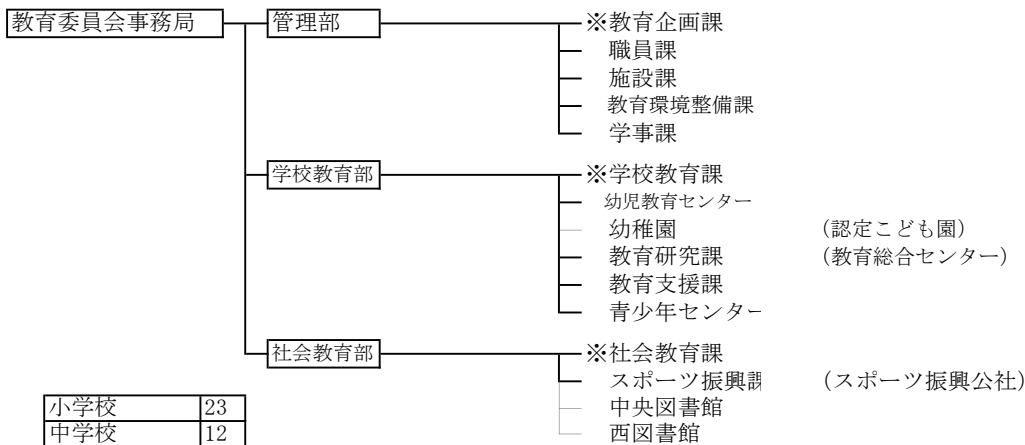 教育委員会事務局 管理部 ※教育企画課
職員課
施設課
教育環境整備課
学事課
学校教育部 ※学校教育課
幼児教育センター
幼稚園 (認定こども園)
教育研究課 (教育総合センター)
教育支援課
青少年センター
社会教育部 ※社会教育課
スポーツ振興課 (スポーツ振興公社)
中央図書館
西図書館
小学校 23
中学校 12